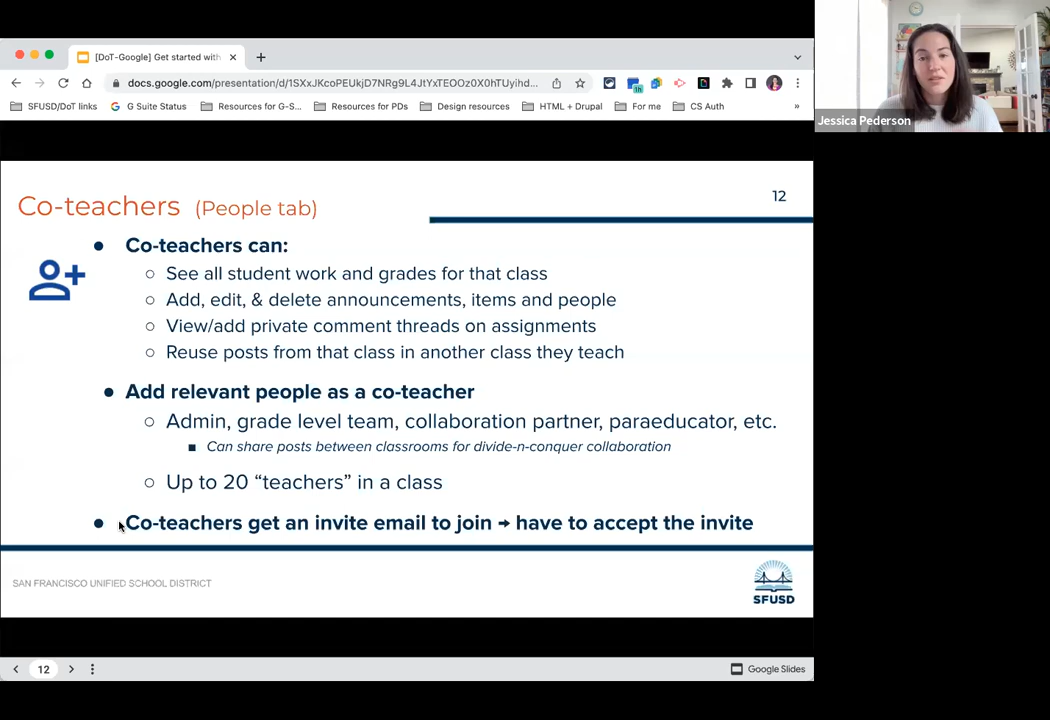 [DoT-Google] Get started with
docs.google.com/presentation/d/1SXxJKcoPEUkjD7NRg9L4JtYxTEOOz0X0hTUyihd...
SFUSD/DoT links
G Suite Status
Resources for G-S...
Resources for PDs
Design resources
HTML + Drupal
For me
CS Auth
»
1h
Jessica Pederson
12
Co-teachers (People tab)
● Co-teachers can:
○ See all student work and grades for that class
○ Add, edit, & delete announcements, items and people
○ View/add private comment threads on assignments
○ Reuse posts from that class in another class they teach
● Add relevant people as a co-teacher
○ Admin, grade level team, collaboration partner, paraeducator, etc.
■ Can share posts between classrooms for divide-n-conquer collaboration
○ Up to 20 “teachers” in a class
● Co-teachers get an invite email to join → have to accept the invite
SAN FRANCISCO UNIFIED SCHOOL DISTRICT
SFUSD
12
Google Slides